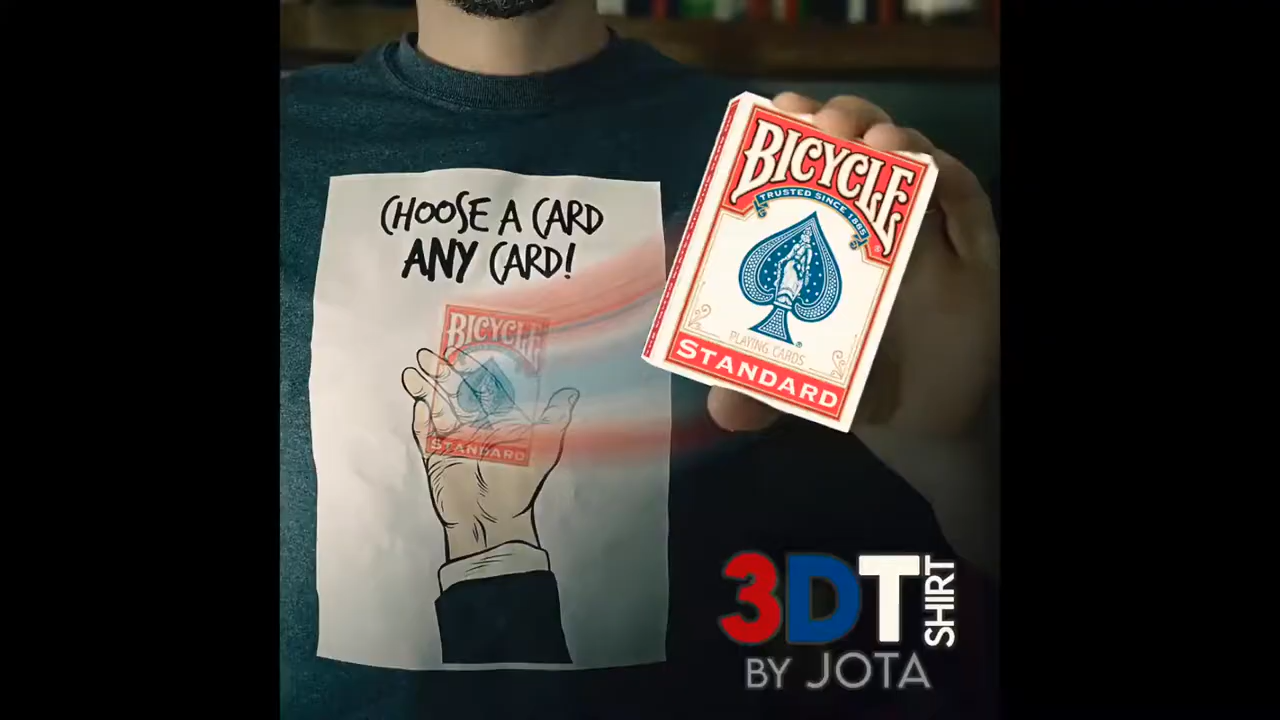 CHOOSE A CARD
ANY CARD!
BICYCLE
STANDARD
BICYCLE
®
TRUSTED SINCE 1885
®
PLAYING CARDS
STANDARD
3DT
SHIRT
BY JOTA